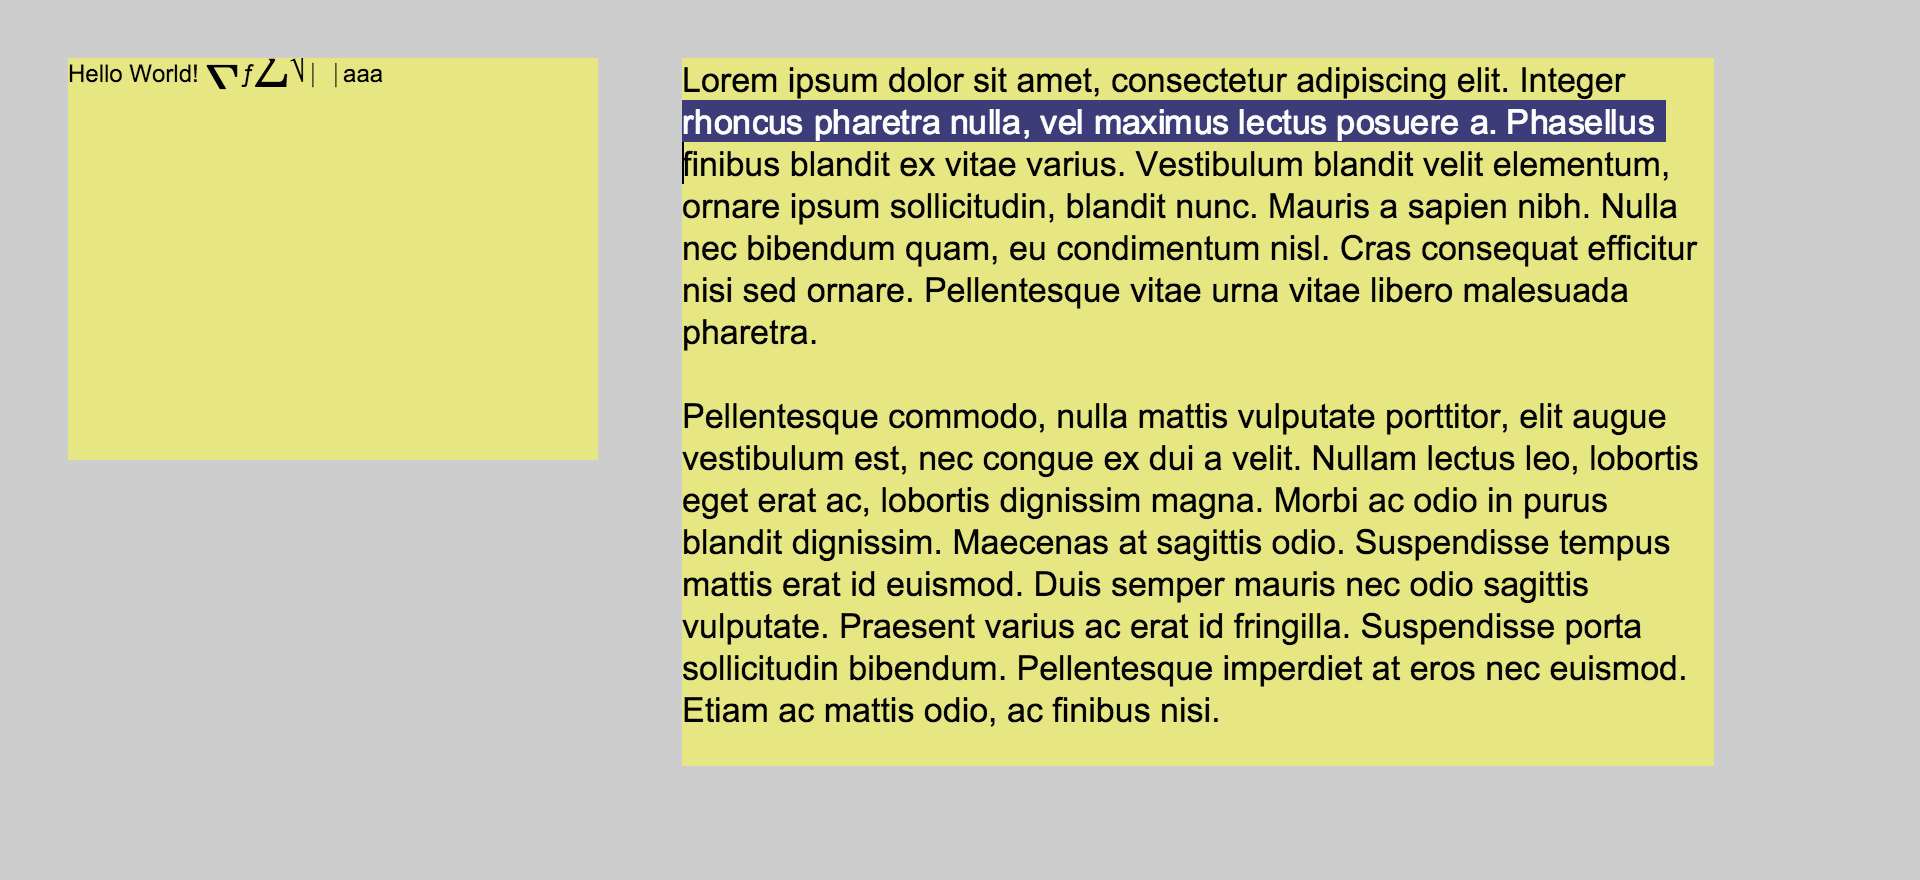 Hello World! ƒ aaa
Lorem ipsum dolor sit amet, consectetur adipiscing elit. Integer
rhoncus pharetra nulla, vel maximus lectus posuere a. Phasellus
finibus blandit ex vitae varius. Vestibulum blandit velit elementum,
ornare ipsum sollicitudin, blandit nunc. Mauris a sapien nibh. Nulla
nec bibendum quam, eu condimentum nisl. Cras consequat efficitur
nisi sed ornare. Pellentesque vitae urna vitae libero malesuada
pharetra.
Pellentesque commodo, nulla mattis vulputate porttitor, elit augue
vestibulum est, nec congue ex dui a velit. Nullam lectus leo, lobortis
eget erat ac, lobortis dignissim magna. Morbi ac odio in purus
blandit dignissim. Maecenas at sagittis odio. Suspendisse tempus
mattis erat id euismod. Duis semper mauris nec odio sagittis
vulputate. Praesent varius ac erat id fringilla. Suspendisse porta
sollicitudin bibendum. Pellentesque imperdiet at eros nec euismod.
Etiam ac mattis odio, ac finibus nisi.